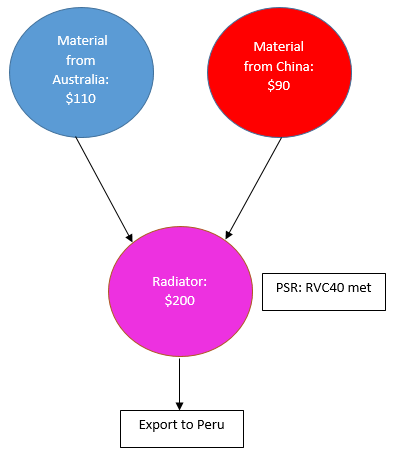 Material
from
Australia:
$110
Material
from China:
$90
Radiator:
$200
PSR: RVC40 met
Export to Peru